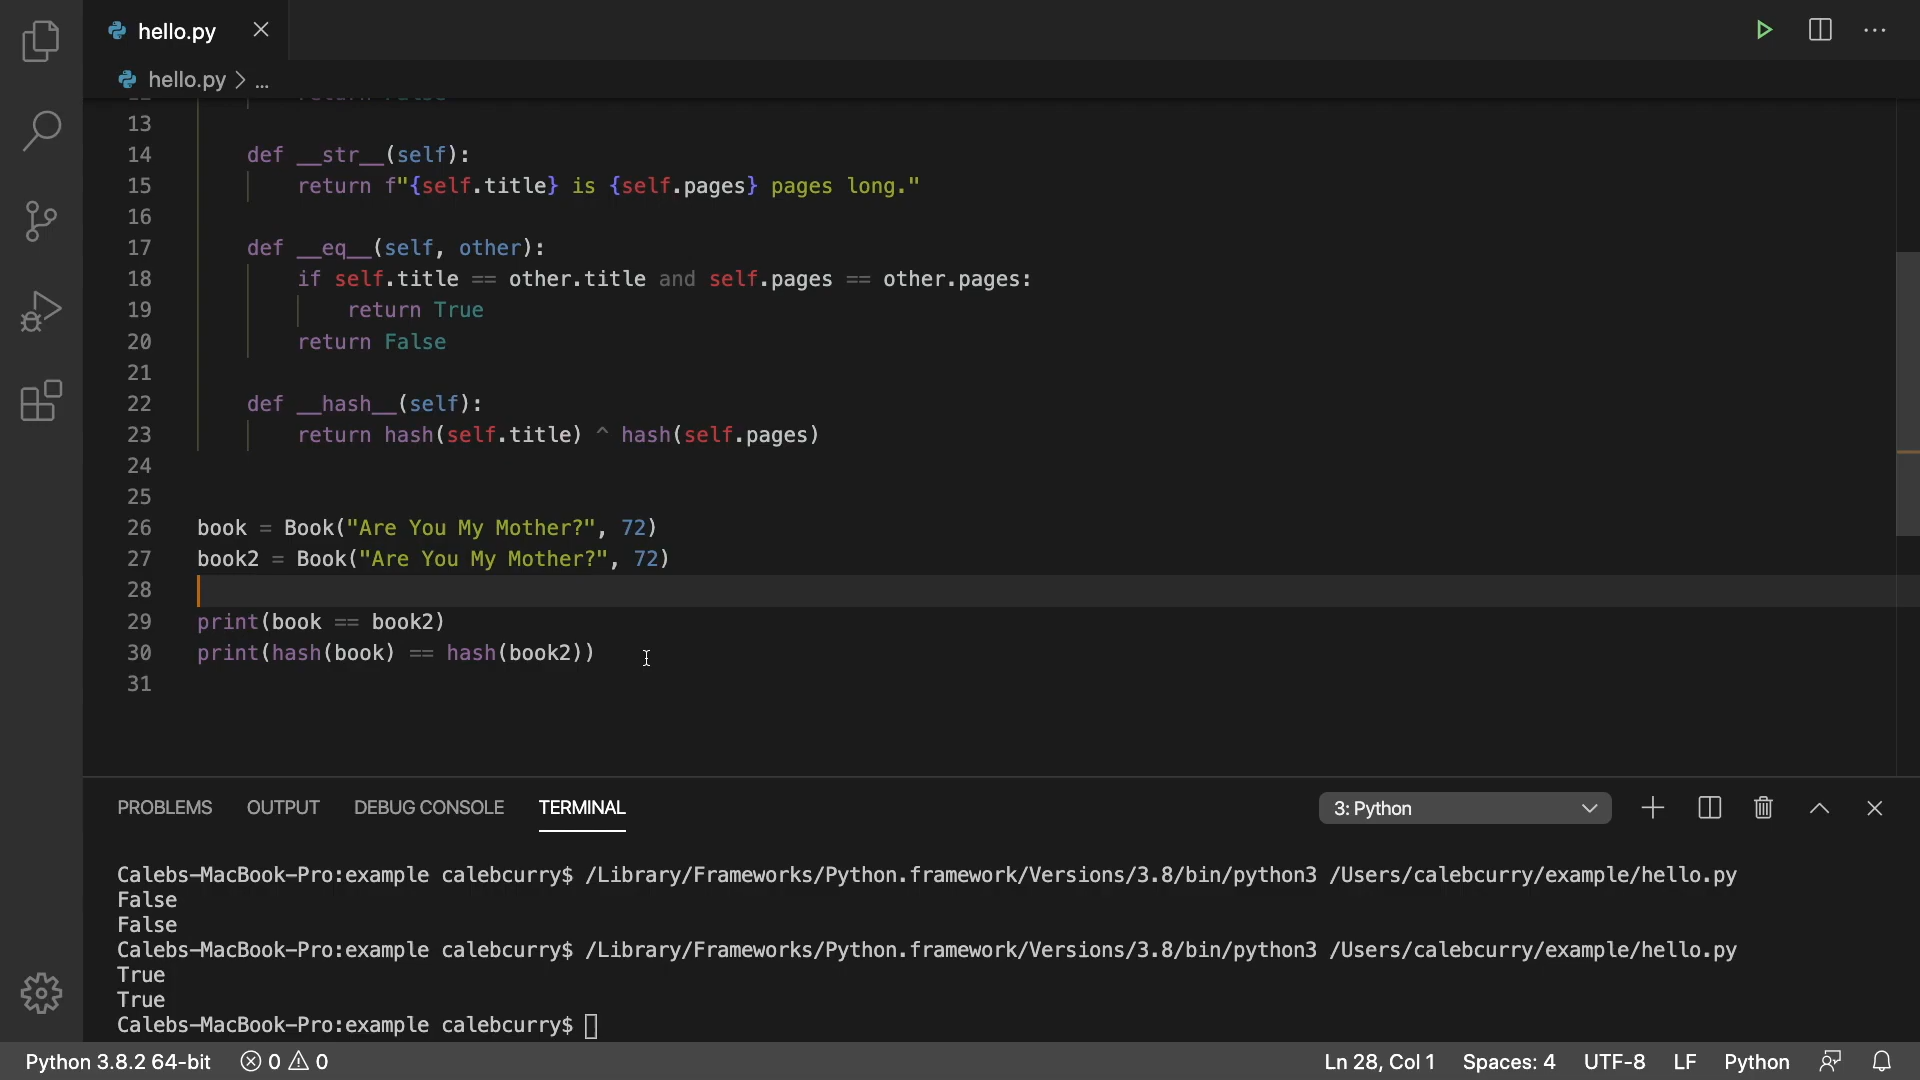 hello.py
hello.py > ...
13
14 def __str__(self):
15 return f"{self.title} is {self.pages} pages long."
16
17 def __eq__(self, other):
18 if self.title == other.title and self.pages == other.pages:
19 return True
20 return False
21
22 def __hash__(self):
23 return hash(self.title) ^ hash(self.pages)
24
25
26 book = Book("Are You My Mother?", 72)
27 book2 = Book("Are You My Mother?", 72)
28
29 print(book == book2)
30 print(hash(book) == hash(book2))
31
PROBLEMS OUTPUT DEBUG CONSOLE TERMINAL 3: Python
Calebs-MacBook-Pro:example calebcurry$ /Library/Frameworks/Python.framework/Versions/3.8/bin/python3 /Users/calebcurry/example/hello.py
False
False
Calebs-MacBook-Pro:example calebcurry$ /Library/Frameworks/Python.framework/Versions/3.8/bin/python3 /Users/calebcurry/example/hello.py
True
True
Calebs-MacBook-Pro:example calebcurry$
Python 3.8.2 64-bit 0 0 Ln 28, Col 1 Spaces: 4 UTF-8 LF Python